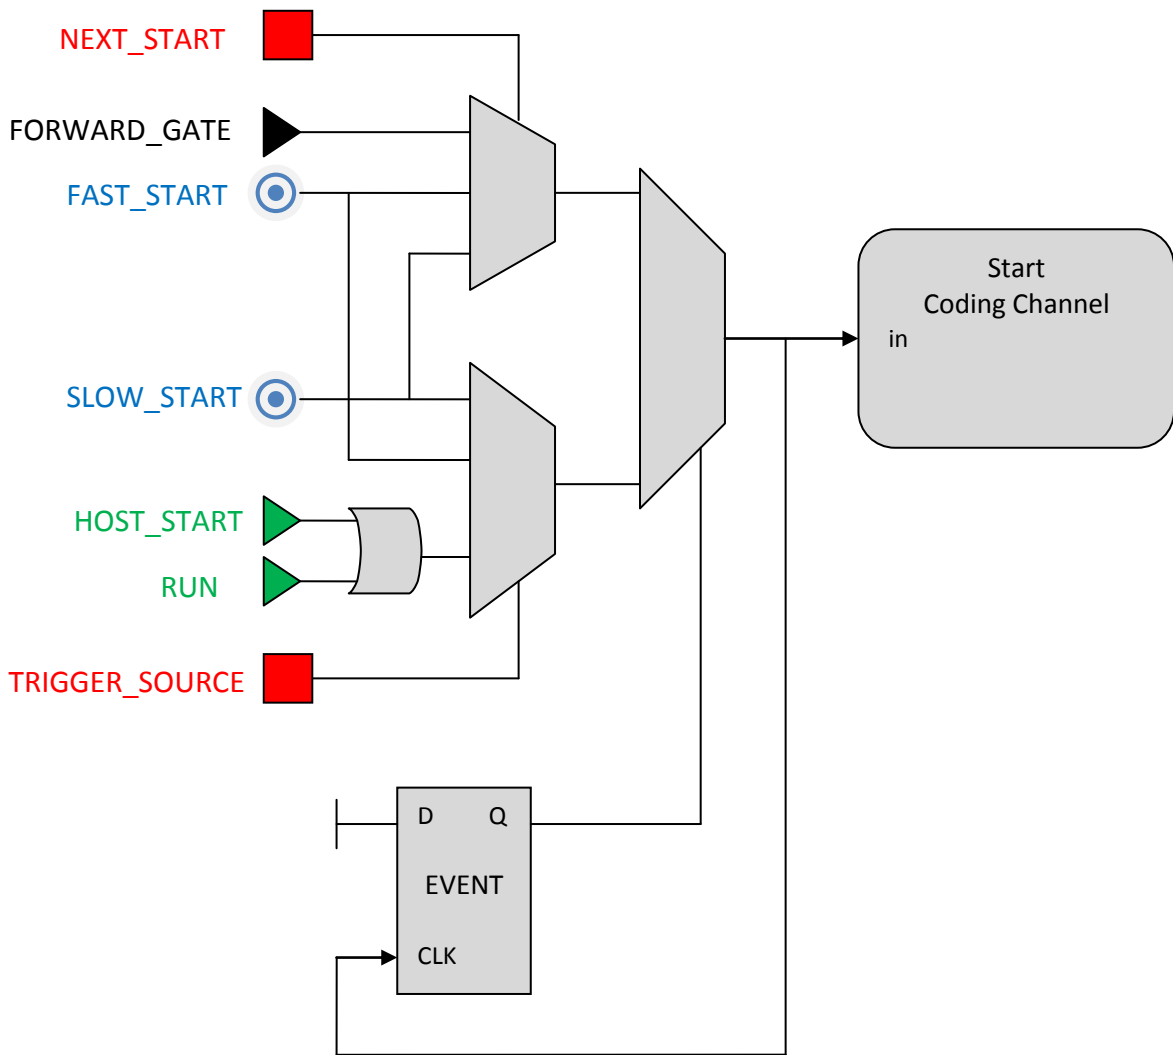 NEXT_START
FORWARD_GATE
FAST_START
Start
Coding Channel
in
SLOW_START
HOST_START
RUN
TRIGGER_SOURCE
D Q
EVENT
CLK